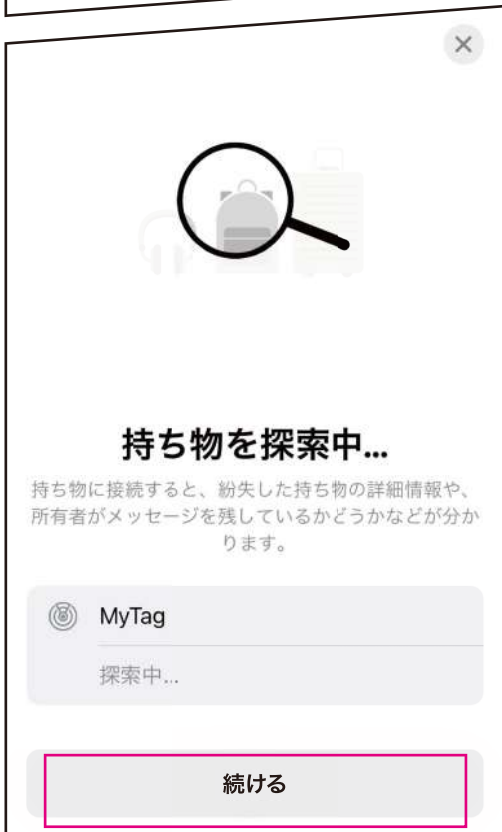 持ち物を探索中...
持ち物に接続すると、紛失した持ち物の詳細情報や、
所有者がメッセージを残しているかどうかなどが分か
ります。
MyTag
探索中...
続ける